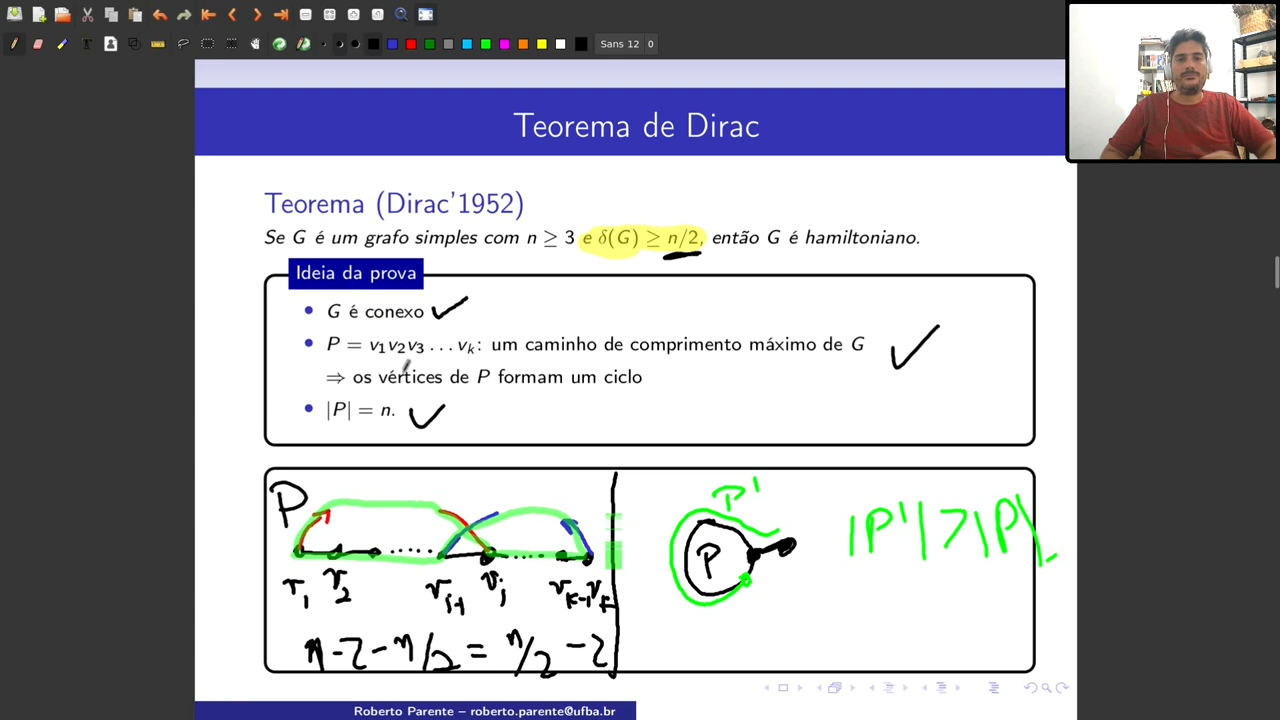 Sans 12 0
Teorema de Dirac
Teorema (Dirac'1952)
Se G é um grafo simples com n ≥ 3 e δ(G) ≥ n/2, então G é hamiltoniano.
Ideia da prova
• G é conexo
• P = v₁v₂v₃ . . . vₖ: um caminho de comprimento máximo de G
⇒ os vértices de P formam um ciclo
• |P| = n.
P
v₁ v₂ vᵢ₋₁ vᵢ vₖ₋₁ vₖ
n-2-n/2 = n/2 -2
P'
P
|P'|>|P|.
Roberto Parente – roberto.parente@ufba.br